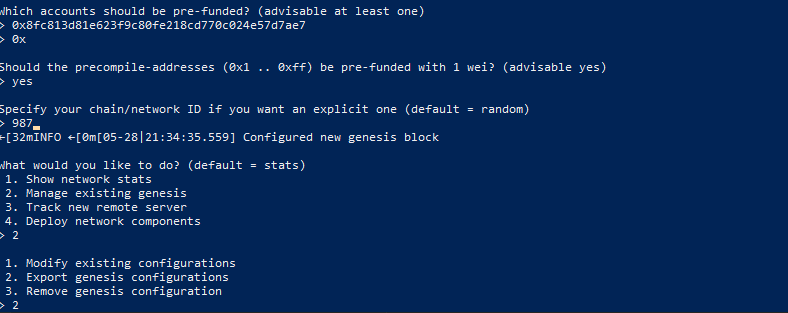 Which accounts should be pre-funded? (advisable at least one)
> 0x8fc813d81e623f9c80fe218cd770c024e57d7ae7
> 0x
Should the precompile-addresses (0x1 .. 0xff) be pre-funded with 1 wei? (advisable yes)
> yes
Specify your chain/network ID if you want an explicit one (default = random)
> 987
←[32mINFO ←[0m[05-28|21:34:35.559] Configured new genesis block
What would you like to do? (default = stats)
1. Show network stats
2. Manage existing genesis
3. Track new remote server
4. Deploy network components
> 2
1. Modify existing configurations
2. Export genesis configurations
3. Remove genesis configuration
> 2